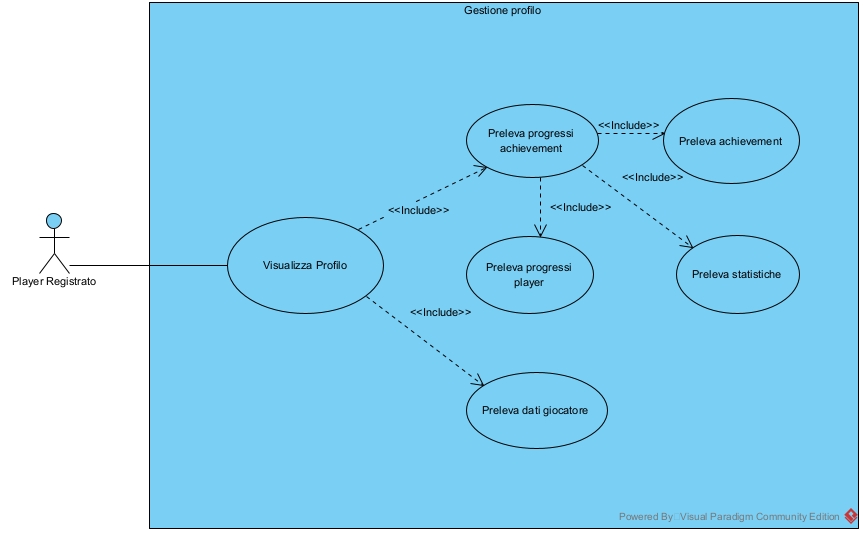 Gestione profilo
Preleva progressi
achievement
<<Include>>
Preleva achievement
<<Include>>
<<Include>>
<<Include>>
Player Registrato
Visualizza Profilo
Preleva progressi
player
Preleva statistiche
<<Include>>
Preleva dati giocatore
Powered By Visual Paradigm Community Edition